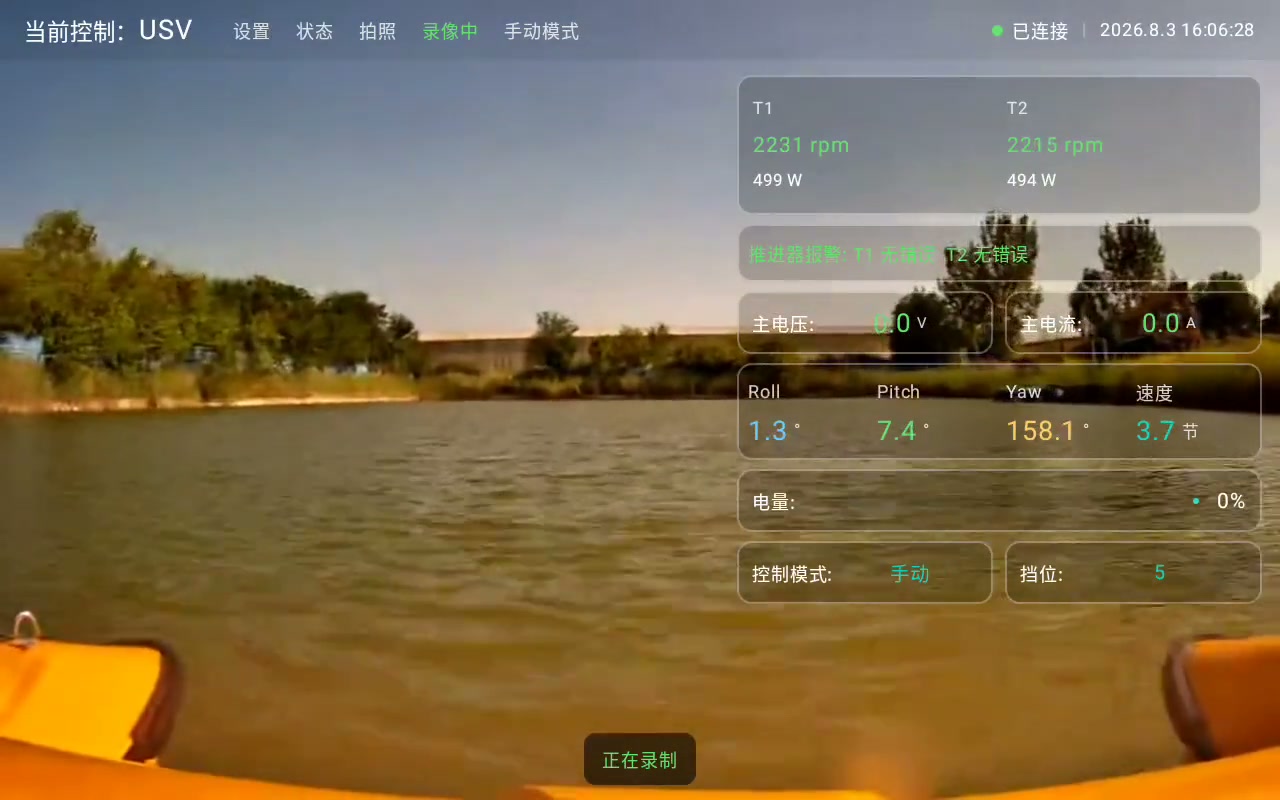 当前控制: USV 设置 状态 拍照 录像中 手动模式 已连接 2026.8.3 16:06:28
T1 T2
2231 rpm 2215 rpm
499 W 494 W
推进器报警: T1 无错误 T2 无错误
主电压: 0.0 V 主电流: 0.0 A
Roll Pitch Yaw 速度
1.3 ° 7.4 ° 158.1 ° 3.7 节
电量: 0%
控制模式: 手动 挡位: 5
正在录制